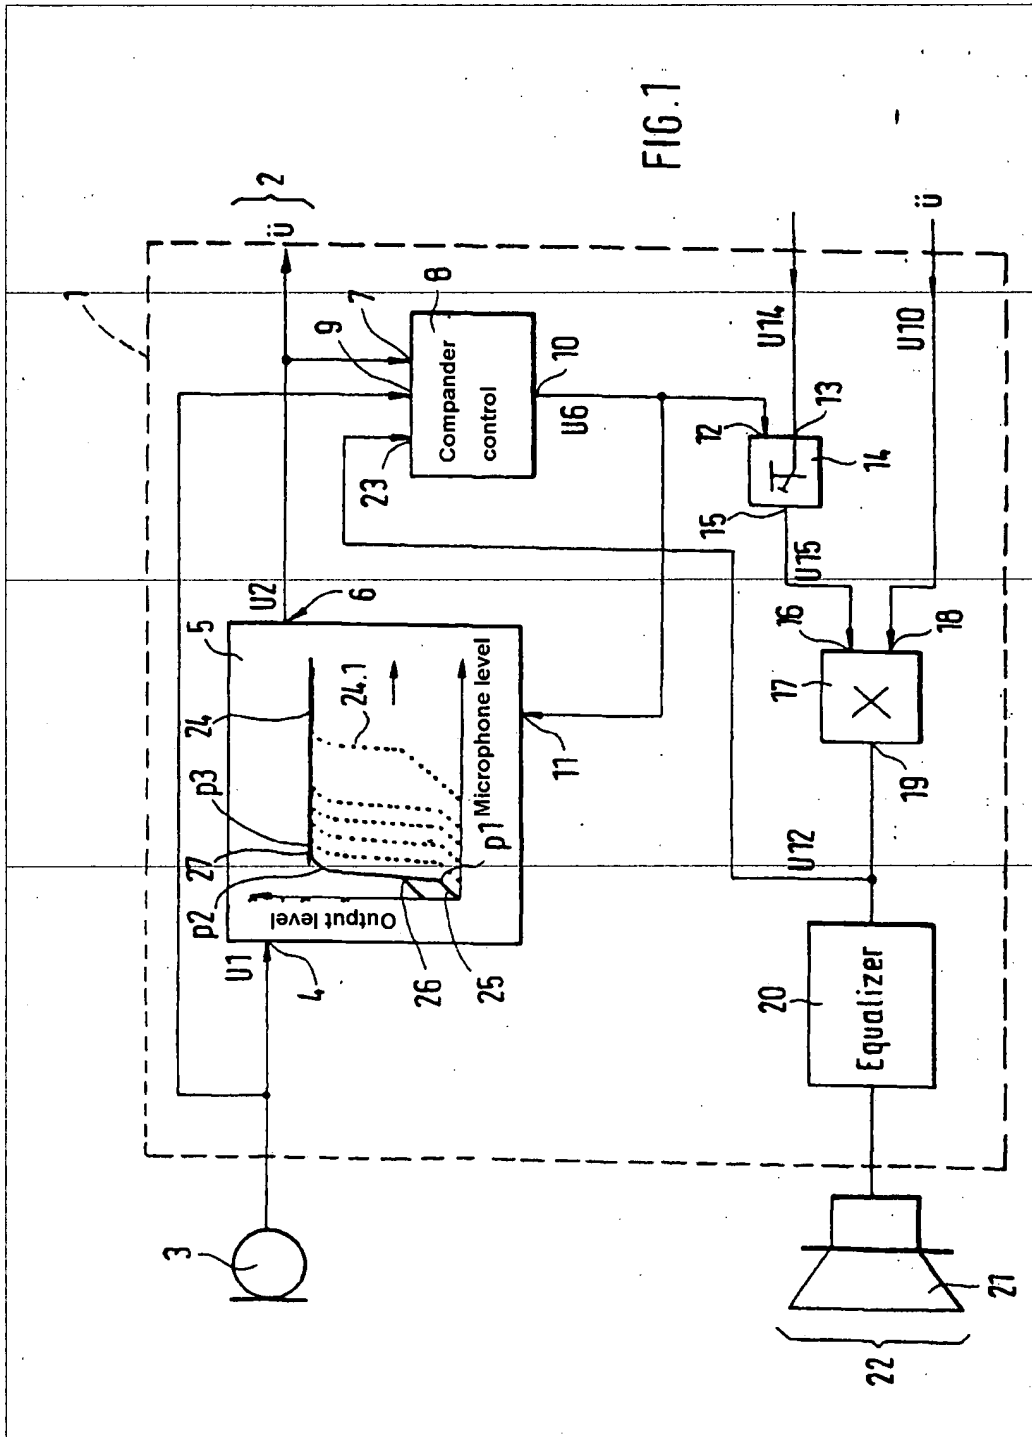 1
3
p2
27
p3
24
5
U1
U2
ü
2
4
9
6
7
24.1
Output level
23
26
8
Compander
control
25
Microphone level
p1
11
U6
10
FIG.1
15
12
17
20
U14
U12
16
U15
13
14
Equalizer
X
22
19
18
U10
ü
21